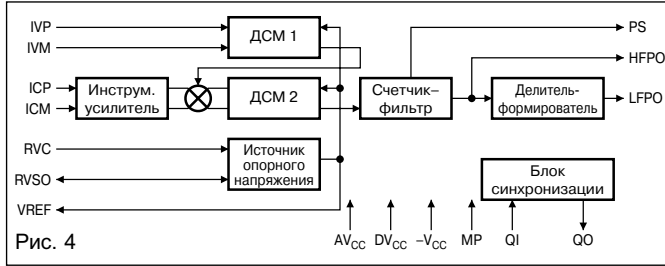 IVP
IVM
ДСМ 1
PS
HFPO
ICP
ICM
Инструм.
усилитель
ДСМ 2
Счетчик–
фильтр
Делитель-
формирователь
LFPO
RVC
RVSO
VREF
Источник
опорного
напряжения
Блок
синхронизации
Рис. 4
AVCC
DVCC
–VCC
MP
QI
QO